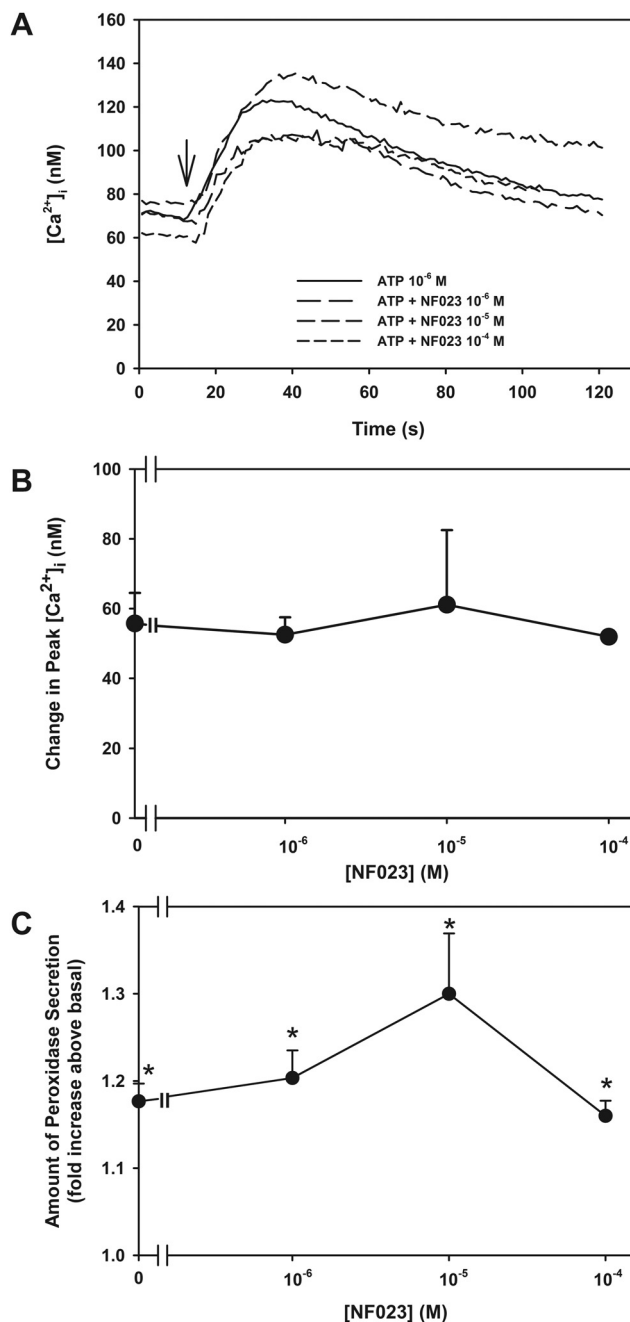 A
160
140
120
100
80
60
40
20
0
[Ca²⁺]ᵢ (nM)
ATP 10⁻⁶ M
ATP + NF023 10⁻⁶ M
ATP + NF023 10⁻⁵ M
ATP + NF023 10⁻⁴ M
0 20 40 60 80 100 120
Time (s)
B
100
80
60
40
20
0
Change in Peak [Ca²⁺]ᵢ (nM)
0 10⁻⁶ 10⁻⁵ 10⁻⁴
[NF023] (M)
C
1.4
1.3
1.2
1.1
1.0
Amount of Peroxidase Secretion
(fold increase above basal)
* * * *
0 10⁻⁶ 10⁻⁵ 10⁻⁴
[NF023] (M)